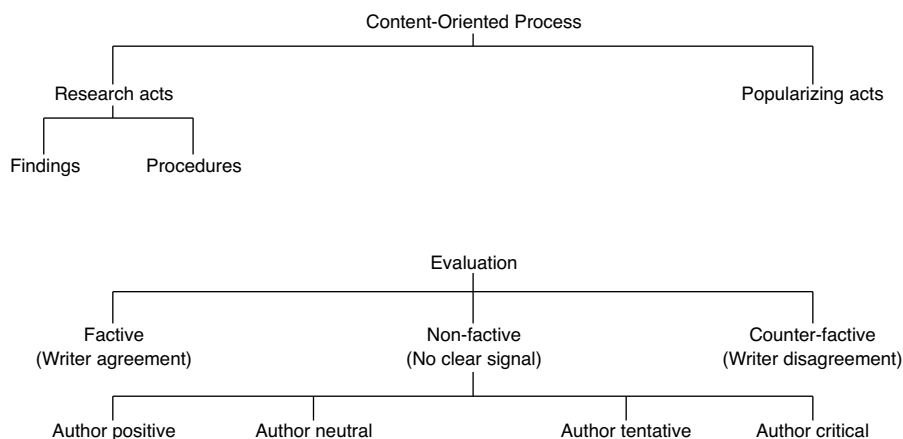 Content-Oriented Process
Research acts
Popularizing acts
Findings
Procedures
Evaluation
Factive
(Writer agreement)
Non-factive
(No clear signal)
Counter-factive
(Writer disagreement)
Author positive
Author neutral
Author tentative
Author critical